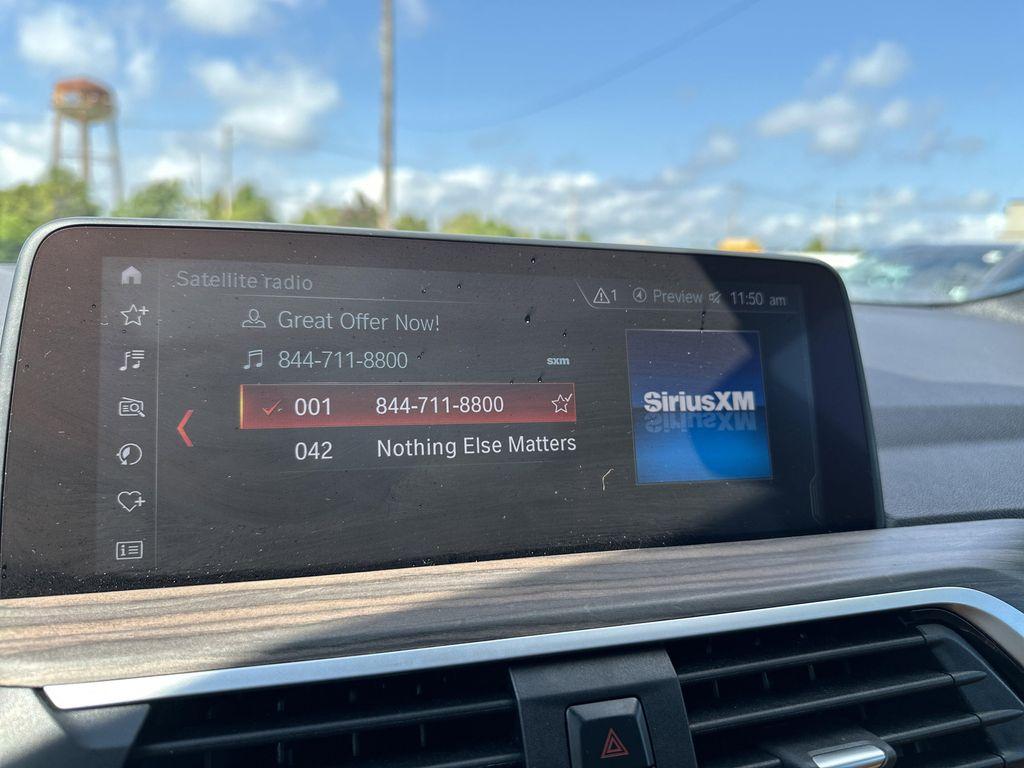 Satellite radio
1 Preview 11:50 am
Great Offer Now!
844-711-8800 sxm
001 844-711-8800
042 Nothing Else Matters
SiriusXM